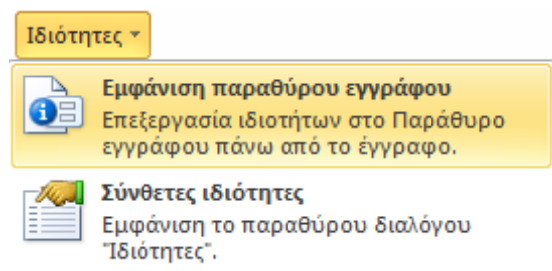 Ιδιότητες
Εμφάνιση παραθύρου εγγράφου
Επεξεργασία ιδιοτήτων στο Παράθυρο
εγγράφου πάνω από το έγγραφο.
Σύνθετες ιδιότητες
Εμφάνιση το παραθύρου διαλόγου
"Ιδιότητες".